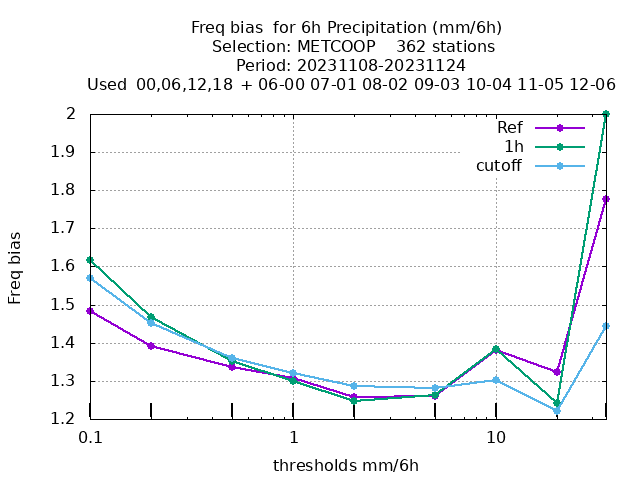 Freq bias  for 6h Precipitation (mm/6h)
Selection: METCOOP    362 stations
Period: 20231108-20231124
Used  00,06,12,18  + 06-00 07-01 08-02 09-03 10-04 11-05 12-06
Ref
1h
cutoff
2
1.9
1.8
1.7
1.6
1.5
1.4
1.3
1.2
Freq bias
0.1
1
10
thresholds mm/6h